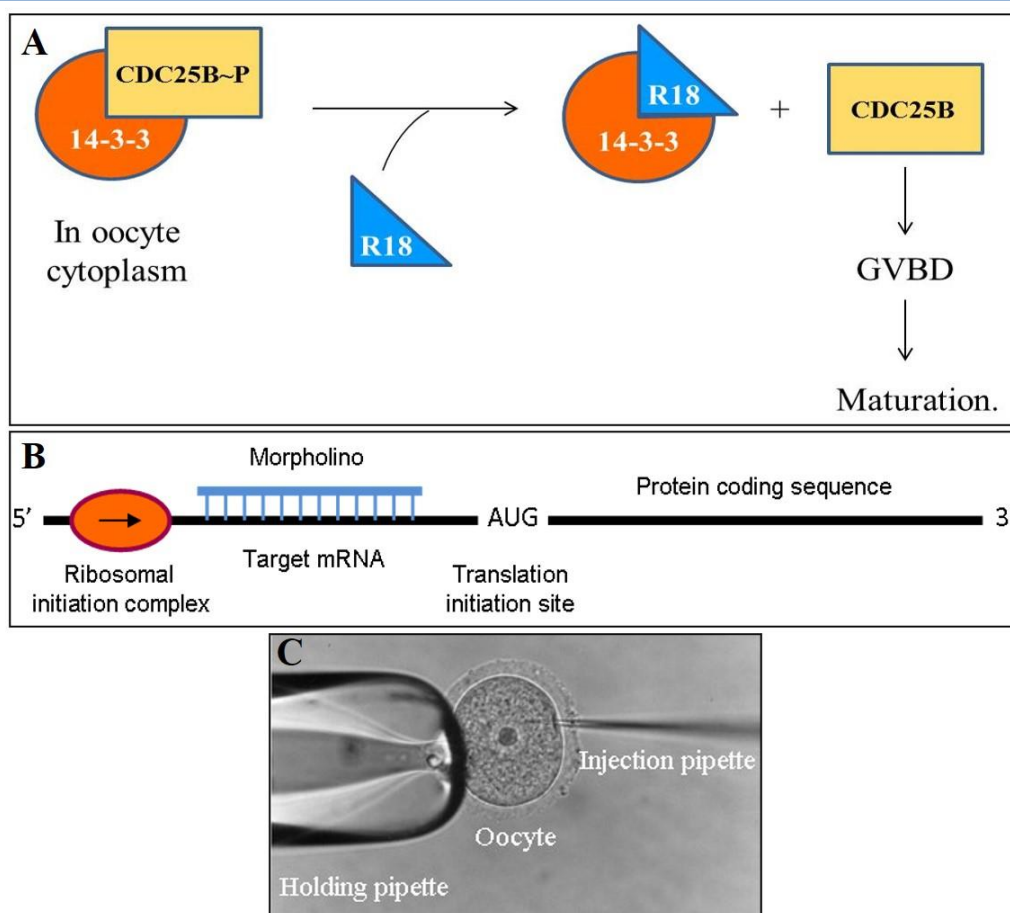 A
CDC25B~P
14-3-3
In oocyte
cytoplasm
R18
R18
14-3-3
+
CDC25B
GVBD
Maturation.
B
Morpholino
Protein coding sequence
5’
AUG
3
Ribosomal
initiation complex
Target mRNA
Translation
initiation site
C
Injection pipette
Oocyte
Holding pipette